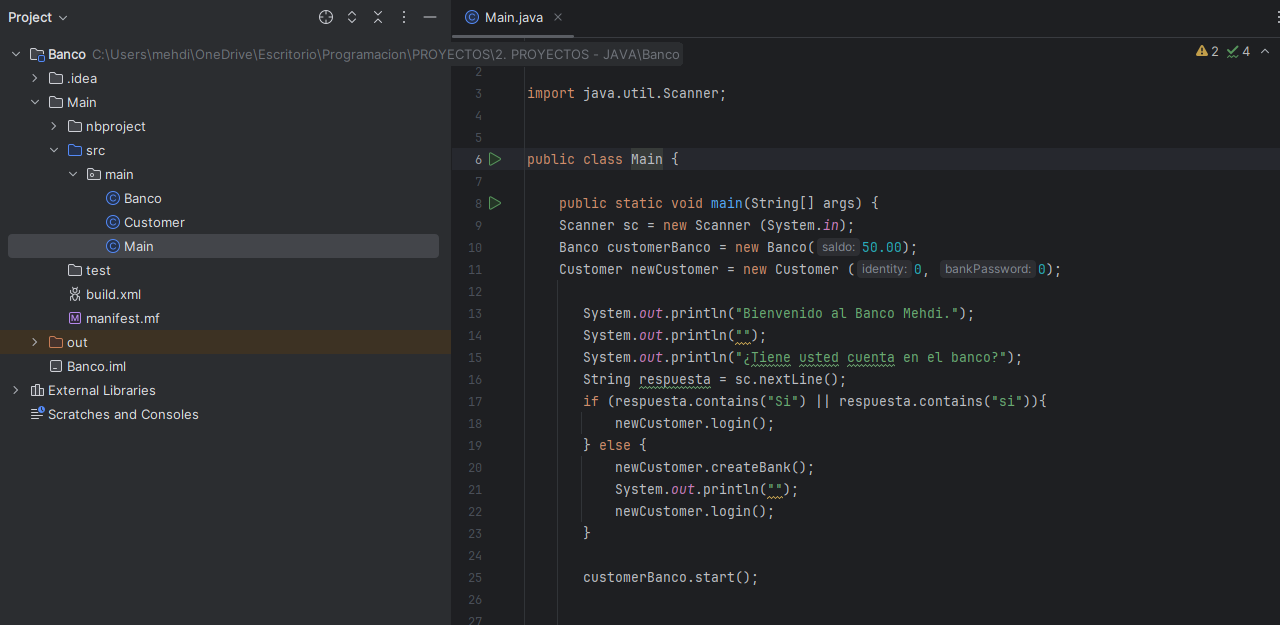 Project
Main.java
Banco C:\Users\mehdi\OneDrive\Escritorio\Programacion\PROYECTOS\2. PROYECTOS - JAVA\Banco
.idea
Main
nbproject
src
main
Banco
Customer
Main
test
build.xml
manifest.mf
out
Banco.iml
External Libraries
Scratches and Consoles
2 4
2
3 import java.util.Scanner;
4
5
6 public class Main {
7
8 public static void main(String[] args) {
9 Scanner sc = new Scanner (System.in);
10 Banco customerBanco = new Banco( saldo: 50.00);
11 Customer newCustomer = new Customer ( identity: 0, bankPassword: 0);
12
13 System.out.println("Bienvenido al Banco Mehdi.");
14 System.out.println("");
15 System.out.println("¿Tiene usted cuenta en el banco?");
16 String respuesta = sc.nextLine();
17 if (respuesta.contains("Si") || respuesta.contains("si")){
18 newCustomer.login();
19 } else {
20 newCustomer.createBank();
21 System.out.println("");
22 newCustomer.login();
23 }
24
25 customerBanco.start();
26
27